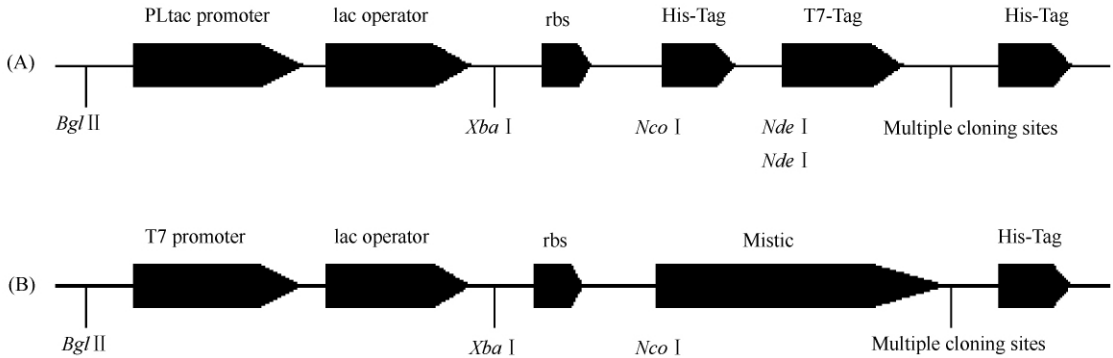 PLtac promoter lac operator rbs His-Tag T7-Tag His-Tag
(A)
Bgl Ⅱ Xba Ⅰ Nco Ⅰ Nde Ⅰ Multiple cloning sites
Nde Ⅰ
T7 promoter lac operator rbs Mistic His-Tag
(B)
Bgl Ⅱ Xba Ⅰ Nco Ⅰ Multiple cloning sites